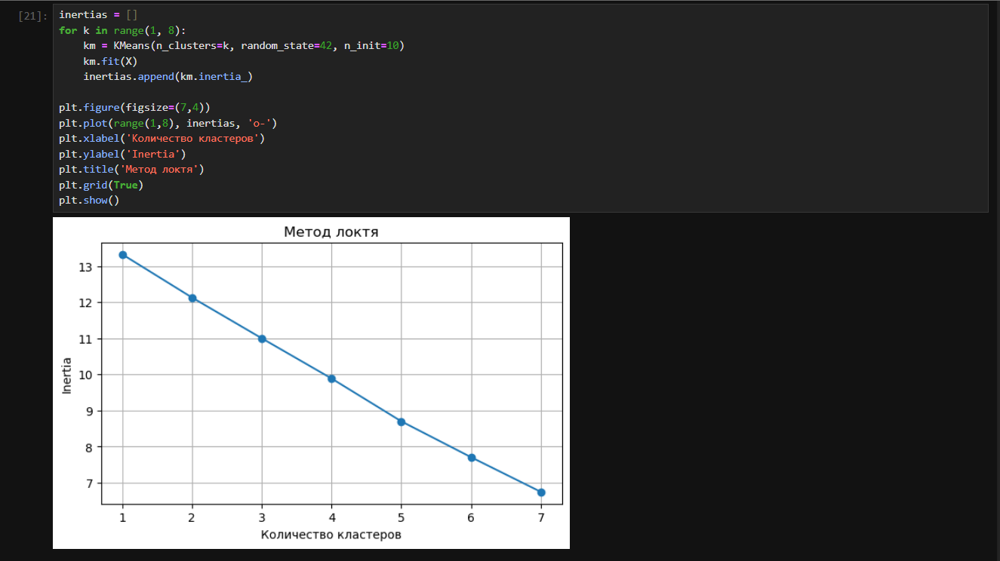 [21]:
inertias = []
for k in range(1, 8):
    km = KMeans(n_clusters=k, random_state=42, n_init=10)
    km.fit(X)
    inertias.append(km.inertia_)
plt.figure(figsize=(7,4))
plt.plot(range(1,8), inertias, 'o-')
plt.xlabel('Количество кластеров')
plt.ylabel('Inertia')
plt.title('Метод локтя')
plt.grid(True)
plt.show()
Метод локтя
13
12
11
10
9
8
7
Inertia
1 2 3 4 5 6 7
Количество кластеров